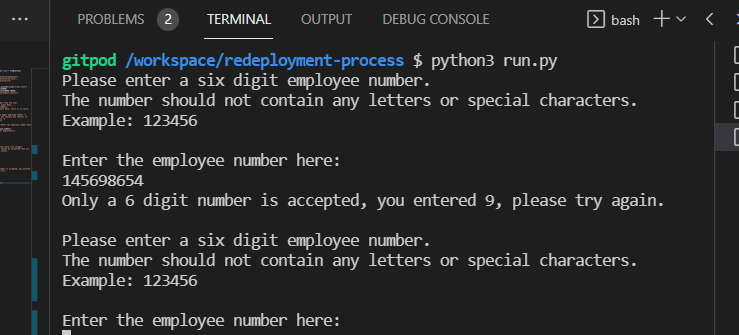 PROBLEMS 2 TERMINAL OUTPUT DEBUG CONSOLE bash
gitpod /workspace/redeployment-process $ python3 run.py
Please enter a six digit employee number.
The number should not contain any letters or special characters.
Example: 123456
Enter the employee number here:
145698654
Only a 6 digit number is accepted, you entered 9, please try again.
Please enter a six digit employee number.
The number should not contain any letters or special characters.
Example: 123456
Enter the employee number here: